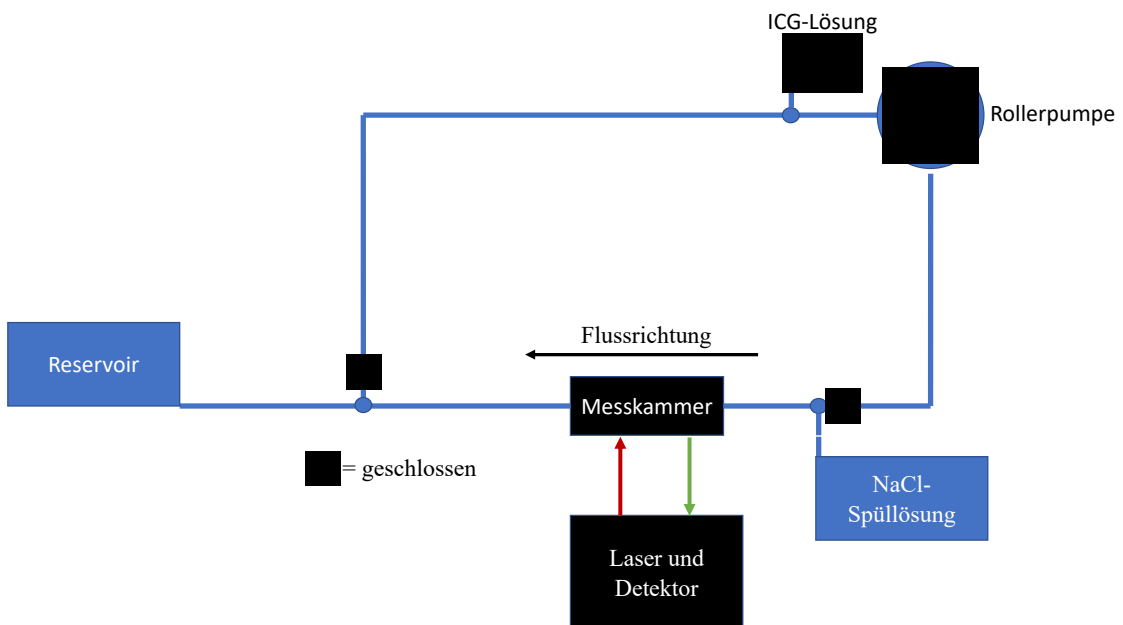 ICG-Lösung
Rollerpumpe
Flussrichtung
Reservoir
Messkammer
= geschlossen
NaCl-
Spüllösung
Laser und
Detektor